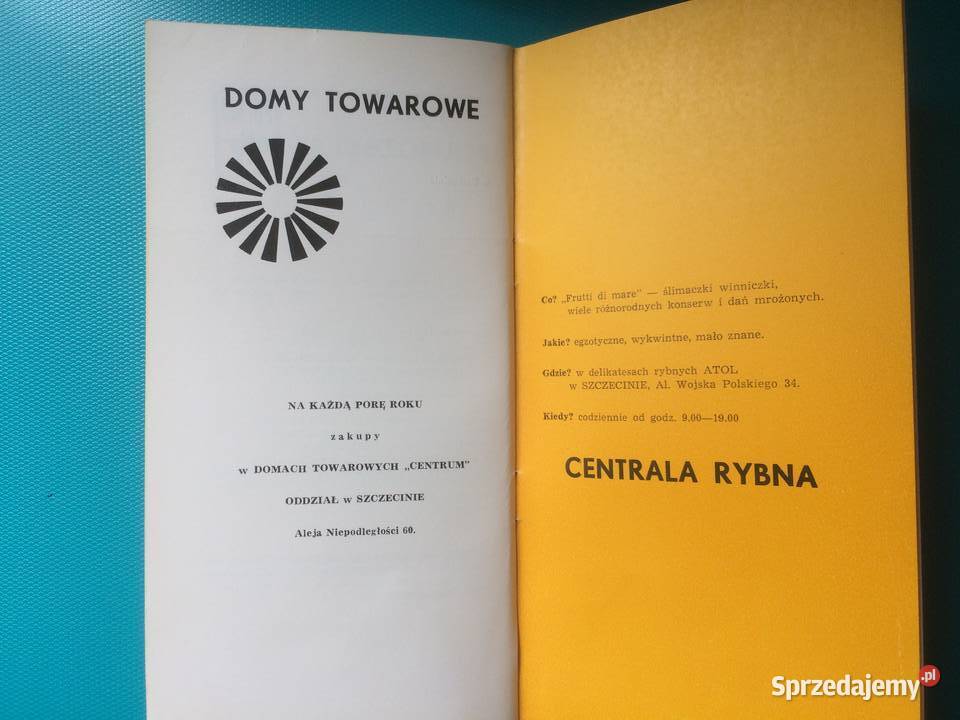 DOMY TOWAROWE
NA KAŻDĄ PORĘ ROKU
zakupy
w DOMACH TOWAROWYCH „CENTRUM"
ODDZIAŁ w SZCZECINIE
Aleja Niepodległości 60.
Co? „Frutti di mare" — ślimaczki winniczki,
wiele różnorodnych konserw i dań mrożonych.
Jakie? egzotyczne, wykwintne, mało znane.
Gdzie? w delikatesach rybnych ATOL
w SZCZECINIE, Al. Wojska Polskiego 34.
Kiedy? codziennie od godz. 9.00—19.00
CENTRALA RYBNA
Sprzedajemy.pl